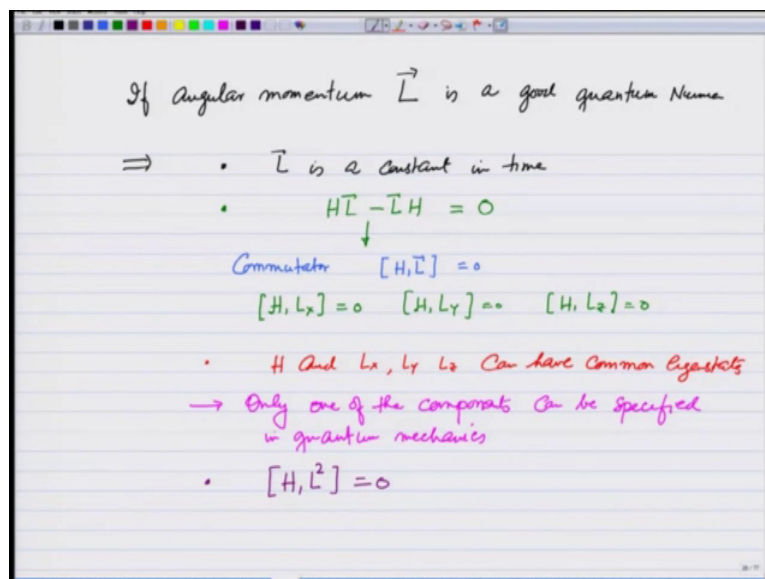 If angular momentum L⃗ is a good quantum Nume
⇒ • L⃗ is a constant in time
• HL⃗ - L⃗H = 0
↓
Commutator [H, L⃗] = 0
[H, Lx] = 0 [H, LY] = 0 [H, Lz] = 0
• H and Lx, Ly Lz Can have common Eigenstats
→ Only one of the components can be specified
in quantum mechanics
• [H, L²] = 0